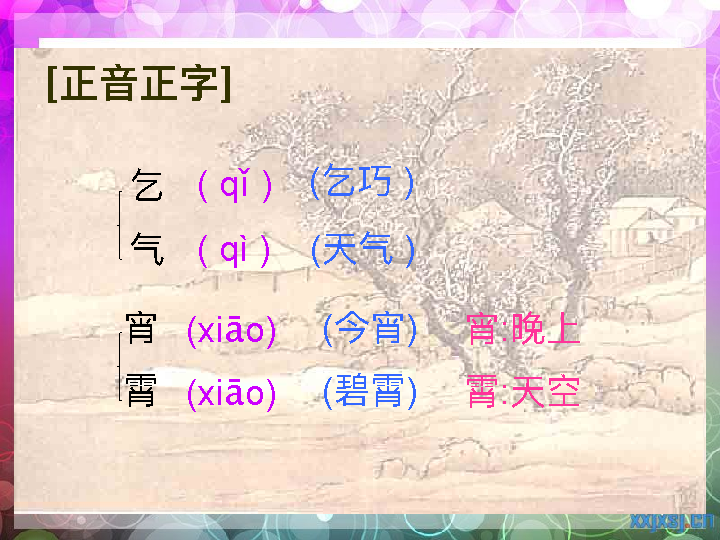 [正音正字]
乞 ( qǐ ) (乞巧 )
气 ( qì ) (天气 )
宵 (xiāo) (今宵) 宵:晚上
霄 (xiāo) (碧霄) 霄:天空
xxjxsj.cn